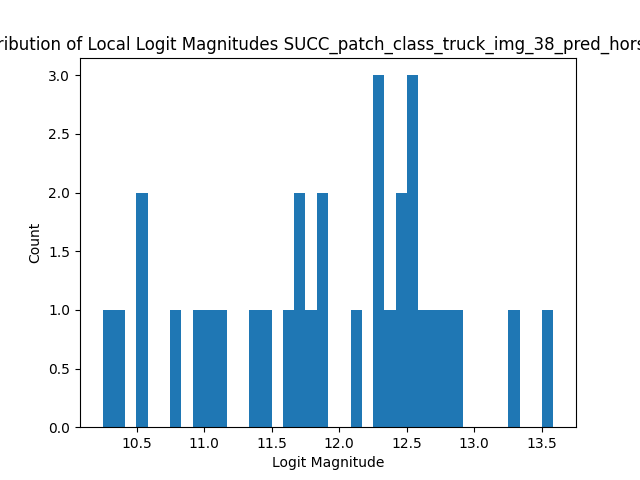 ribution of Local Logit Magnitudes SUCC_patch_class_truck_img_38_pred_hors
3.0
2.5
2.0
1.5
1.0
0.5
0.0
Count
10.5 11.0 11.5 12.0 12.5 13.0 13.5
Logit Magnitude